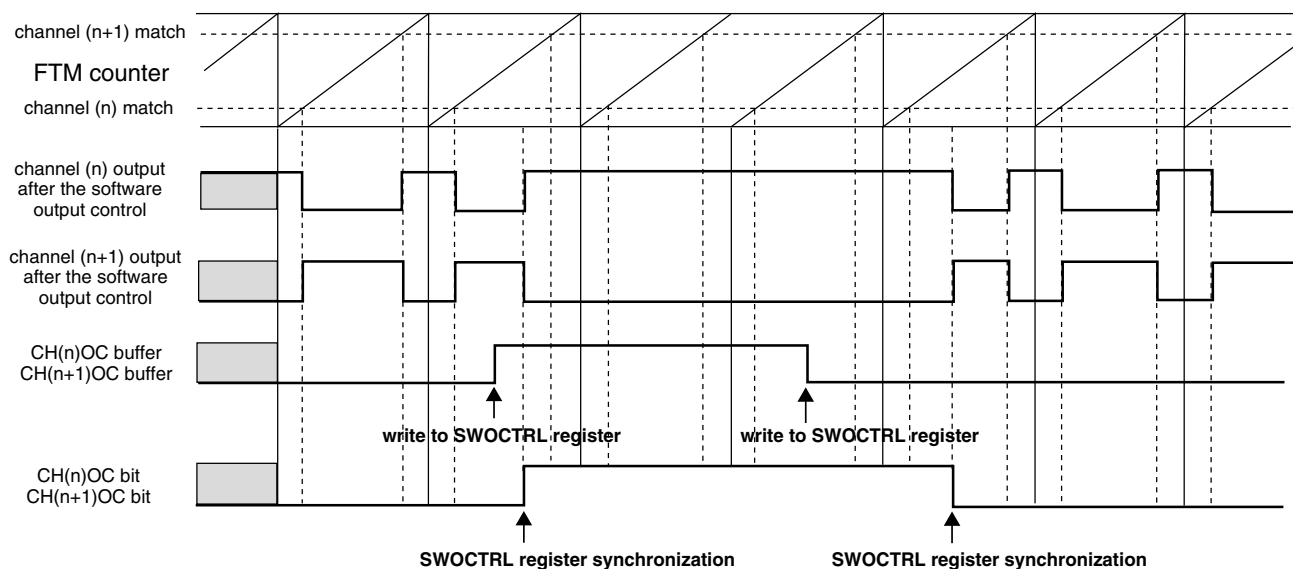 channel (n+1) match
FTM counter
channel (n) match
channel (n) output
after the software
output control
channel (n+1) output
after the software
output control
CH(n)OC buffer
CH(n+1)OC buffer
write to SWOCTRL register
write to SWOCTRL register
CH(n)OC bit
CH(n+1)OC bit
SWOCTRL register synchronization
SWOCTRL register synchronization